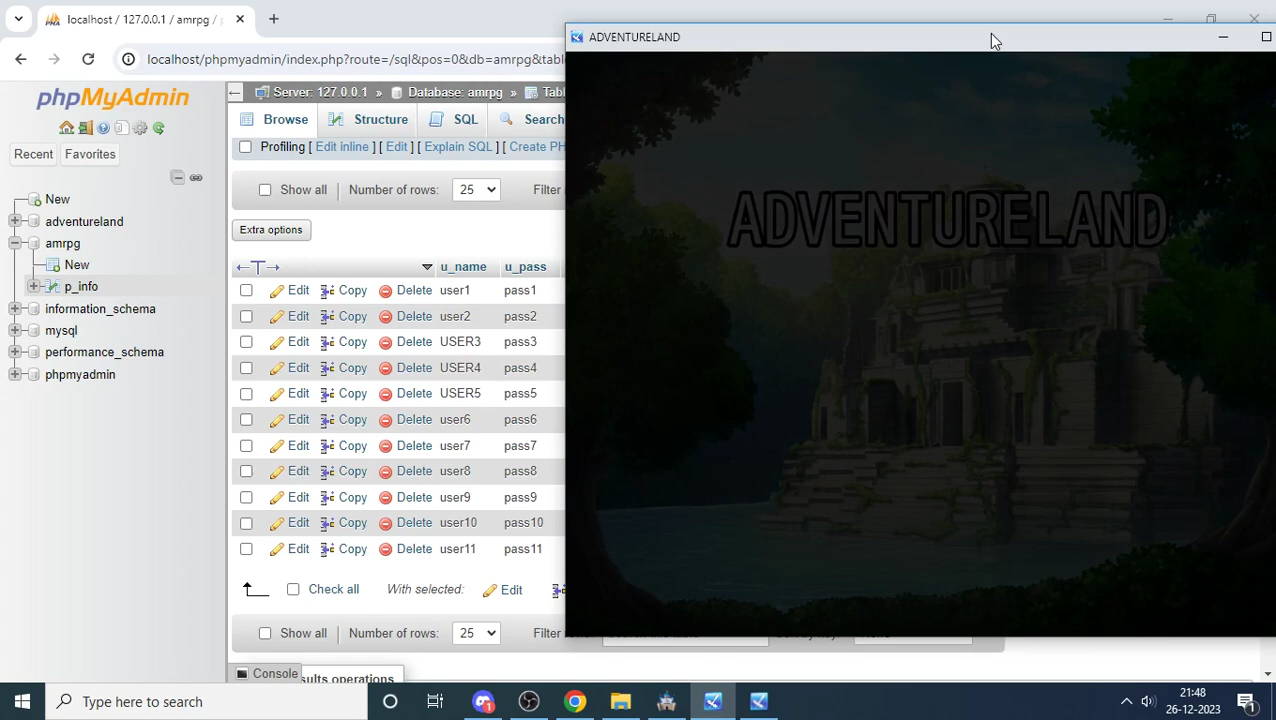 localhost / 127.0.0.1 / amrpg /
localhost/phpmyadmin/index.php?route=/sql&pos=0&db=amrpg&table
ADVENTURELAND
phpMyAdmin
Recent Favorites
New
adventureland
amrpg
New
p_info
information_schema
mysql
performance_schema
phpmyadmin
Server: 127.0.0.1 » Database: amrpg »
Browse Structure SQL Search
Profiling [ Edit inline ] [ Edit ] [ Explain SQL ] [ Create PH
Show all Number of rows: 25 Filter
Extra options
u_name u_pass
Edit Copy Delete user1 pass1
Edit Copy Delete user2 pass2
Edit Copy Delete USER3 pass3
Edit Copy Delete USER4 pass4
Edit Copy Delete USER5 pass5
Edit Copy Delete user6 pass6
Edit Copy Delete user7 pass7
Edit Copy Delete user8 pass8
Edit Copy Delete user9 pass9
Edit Copy Delete user10 pass10
Edit Copy Delete user11 pass11
Check all With selected: Edit
Show all Number of rows: 25 Filter
Console
operations
ADVENTURELAND
Type here to search
21:48
26-12-2023
1